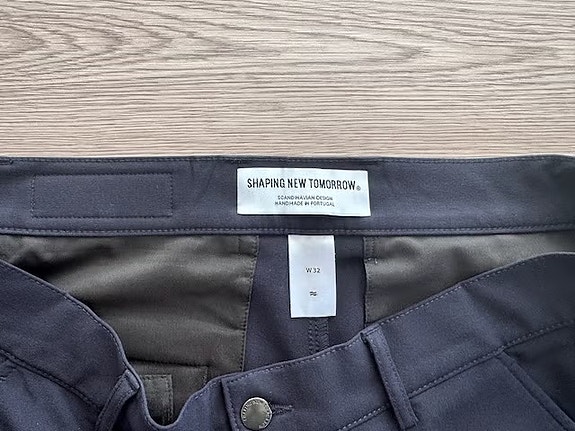 SHAPING NEW TOMORROW®
SCANDINAVIAN DESIGN
HANDMADE IN PORTUGAL
W32